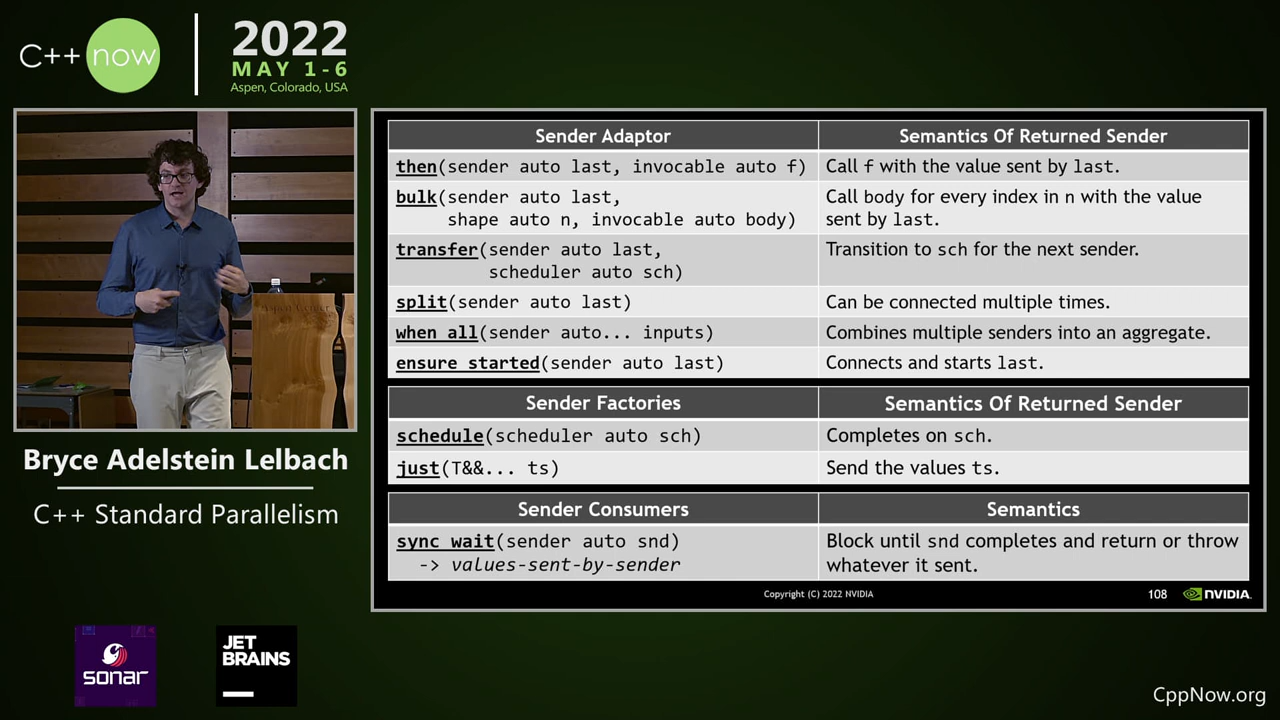 C++ now
2022
MAY 1-6
Aspen, Colorado, USA
Sender Adaptor
Semantics Of Returned Sender
then(sender auto last, invocable auto f)
Call f with the value sent by last.
bulk(sender auto last,
shape auto n, invocable auto body)
Call body for every index in n with the value
sent by last.
transfer(sender auto last,
scheduler auto sch)
Transition to sch for the next sender.
split(sender auto last)
Can be connected multiple times.
when_all(sender auto... inputs)
Combines multiple senders into an aggregate.
ensure_started(sender auto last)
Connects and starts last.
Sender Factories
Semantics Of Returned Sender
schedule(scheduler auto sch)
Completes on sch.
just(T&&... ts)
Send the values ts.
Sender Consumers
Semantics
sync_wait(sender auto snd)
-> values-sent-by-sender
Block until snd completes and return or throw
whatever it sent.
Copyright (C) 2022 NVIDIA
108
NVIDIA.
Bryce Adelstein Lelbach
C++ Standard Parallelism
sonar
JET
BRAINS
CppNow.org